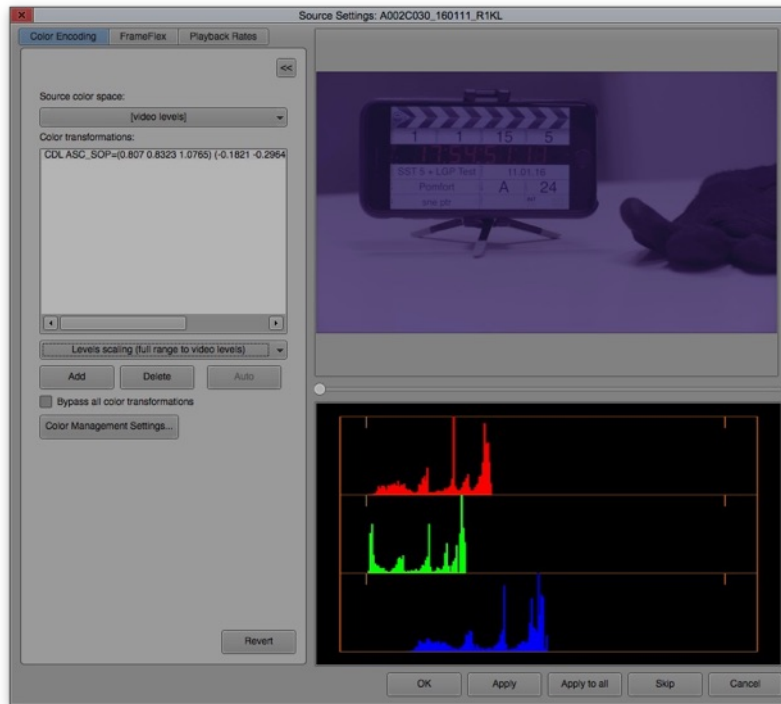 Source Settings: A002C030_160111_R1KL
Color Encoding
FrameFlex
Playback Rates
<<
Source color space:
[video levels]
Color transformations:
CDL ASC_SOP=(0.807 0.8323 1.0765) (-0.1821 -0.2964
Levels scaling (full range to video levels)
Add
Delete
Auto
Bypass all color transformations
Color Management Settings...
Revert
1 1 15 5
SST 5 + LGP Test 11.01.16
Pomfort A 24
OK
Apply
Apply to all
Skip
Cancel